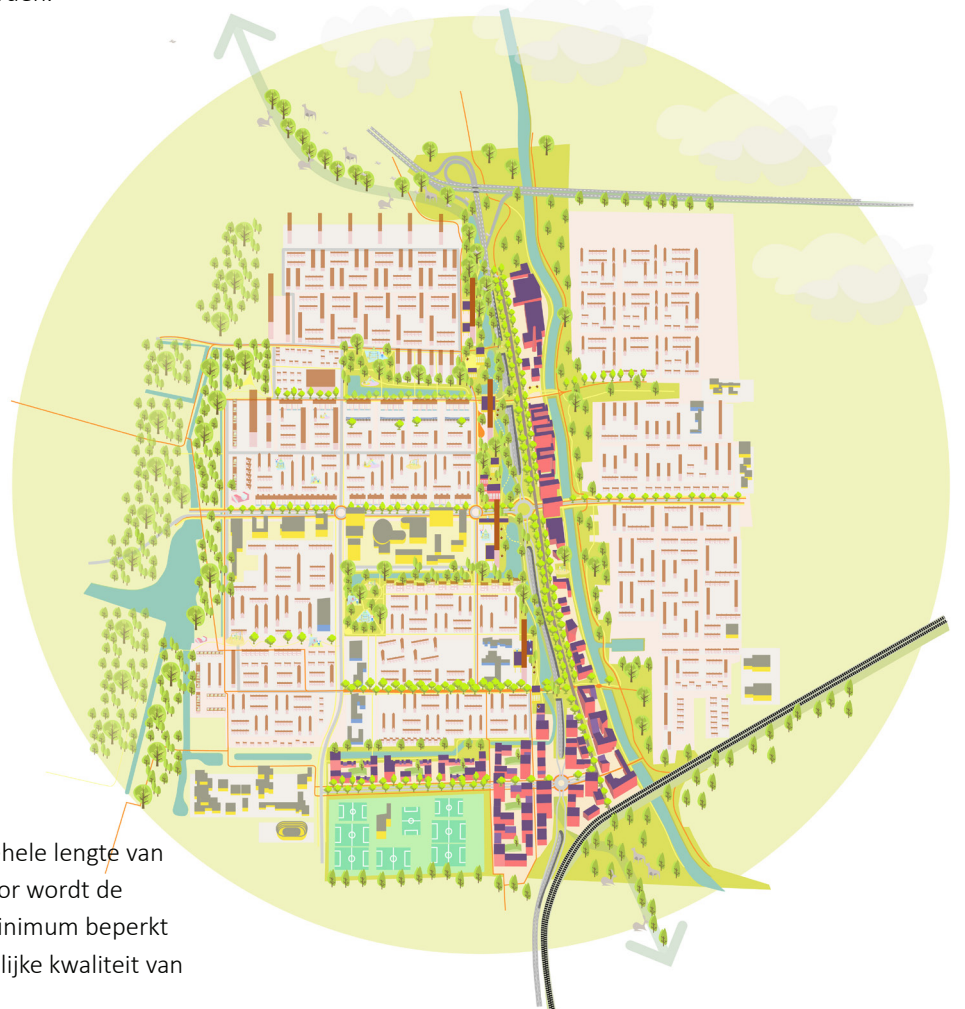 hele lengte van
or wordt de
inimum beperkt
lijke kwaliteit van